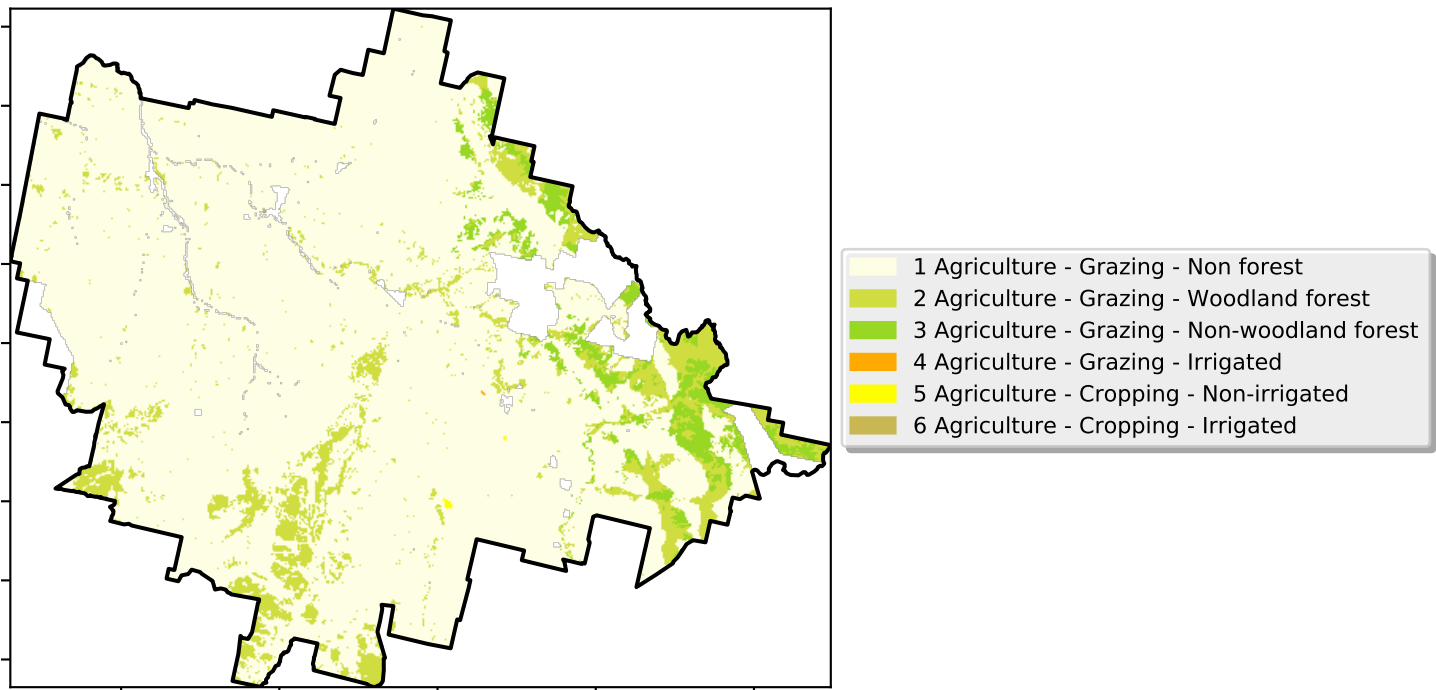 1 Agriculture - Grazing - Non forest
2 Agriculture - Grazing - Woodland forest
3 Agriculture - Grazing - Non-woodland forest
4 Agriculture - Grazing - Irrigated
5 Agriculture - Cropping - Non-irrigated
6 Agriculture - Cropping - Irrigated